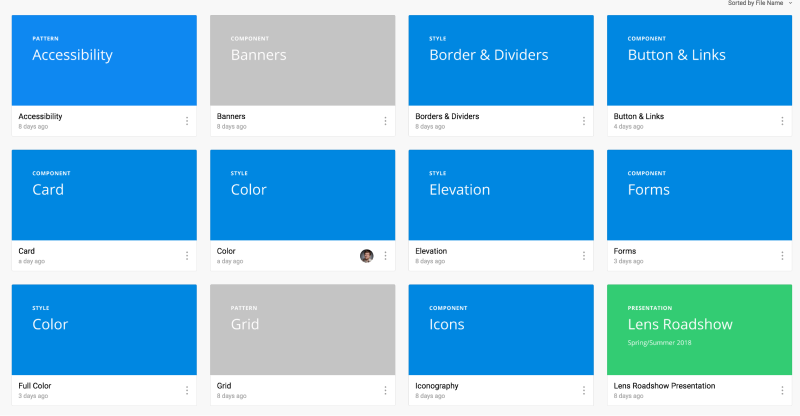 Sorted by File Name
PATTERN
Accessibility
Accessibility
8 days ago
COMPONENT
Banners
Banners
8 days ago
STYLE
Border & Dividers
Borders & Dividers
8 days ago
COMPONENT
Button & Links
Button & Links
4 days ago
COMPONENT
Card
Card
a day ago
STYLE
Color
Color
a day ago
STYLE
Elevation
Elevation
8 days ago
COMPONENT
Forms
Forms
3 days ago
STYLE
Color
Full Color
3 days ago
PATTERN
Grid
Grid
8 days ago
COMPONENT
Icons
Iconography
8 days ago
PRESENTATION
Lens Roadshow
Spring/Summer 2018
Lens Roadshow Presentation
8 days ago